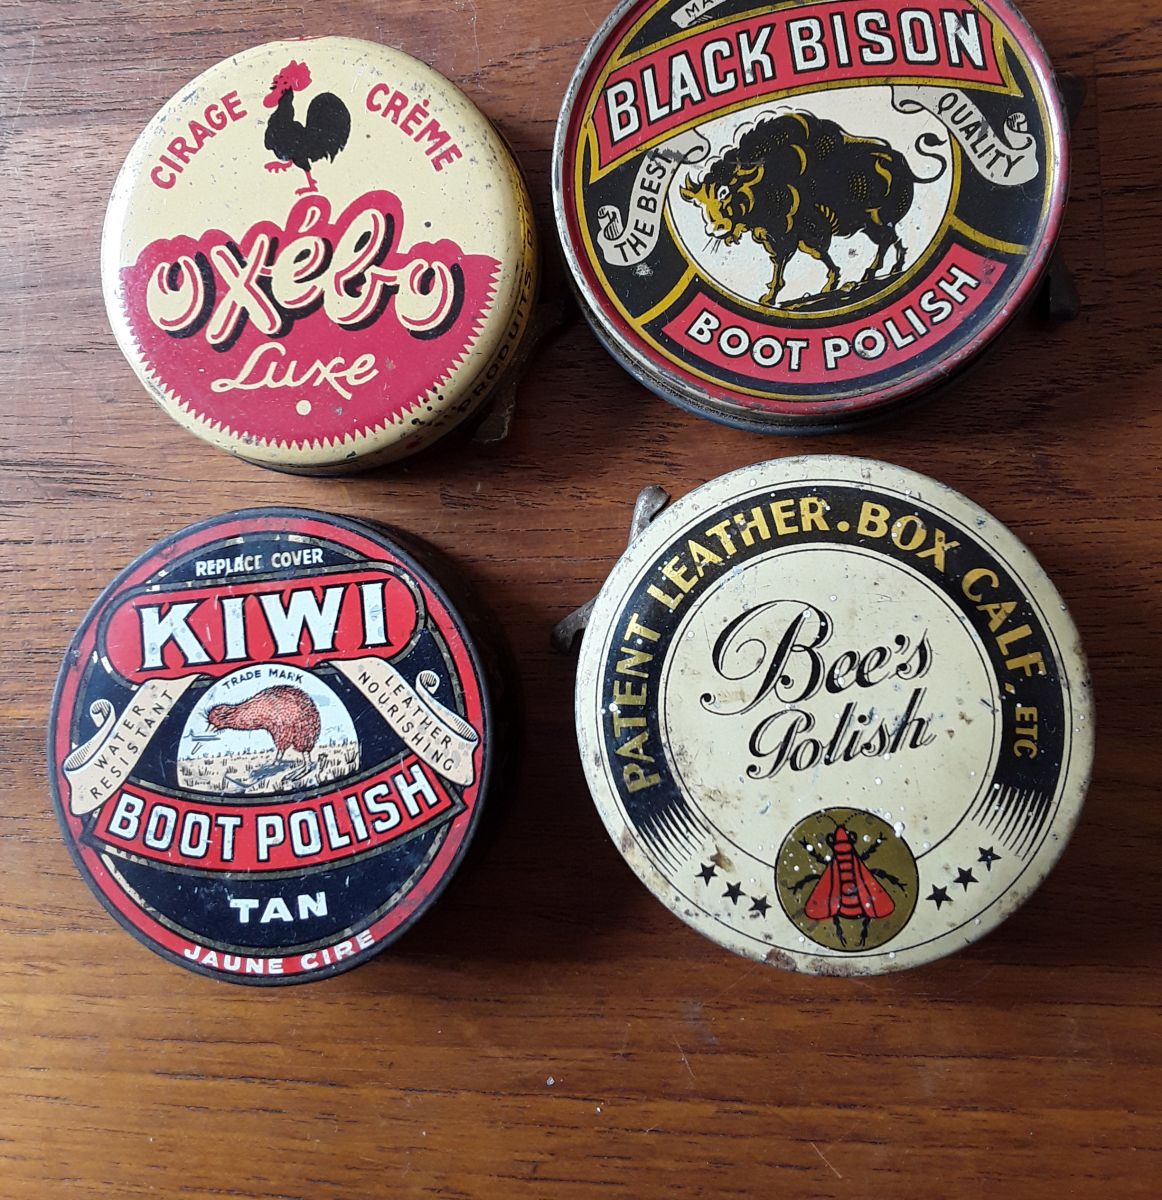 CIRAGE CRÈME
oxébo
Luxe
PRODUITS
BLACK BISON
THE BEST
QUALITY
BOOT POLISH
REPLACE COVER
KIWI
TRADE MARK
WATER
RESISTANT
LEATHER
NOURISHING
BOOT POLISH
TAN
JAUNE CIRE
PATENT LEATHER. BOX CALF. ETC
Bee's
Polish